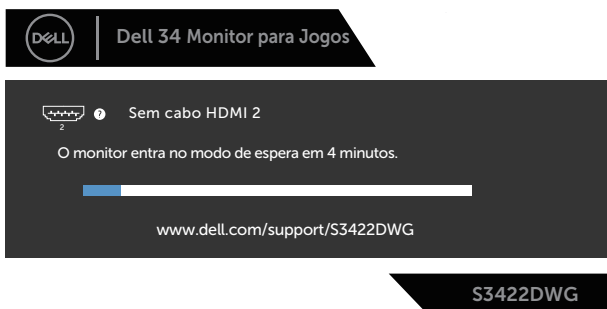 DELL
Dell 34 Monitor para Jogos
2
?
Sem cabo HDMI 2
O monitor entra no modo de espera em 4 minutos.
www.dell.com/support/S3422DWG
S3422DWG